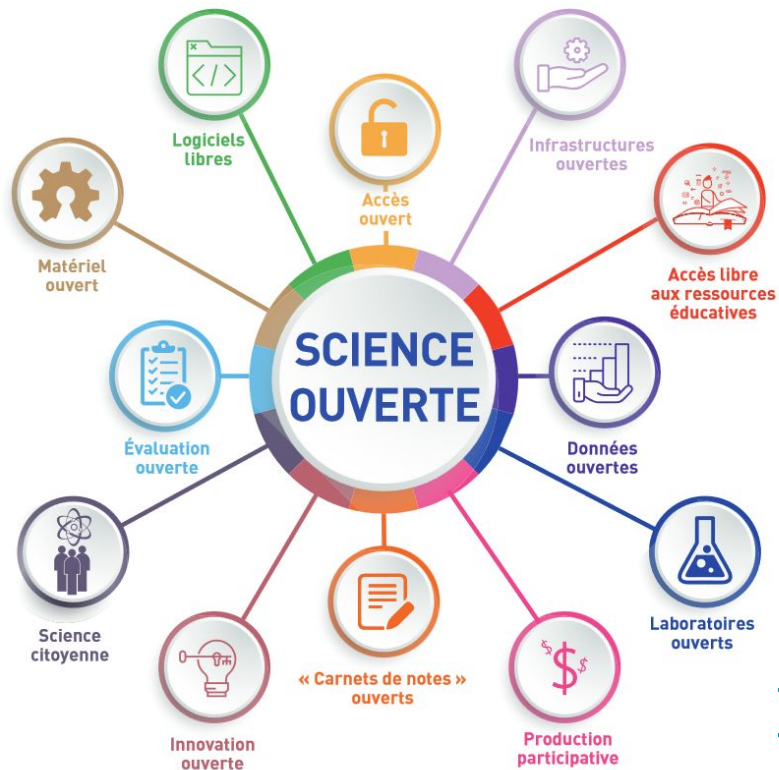 Logiciels
libres
Accès
ouvert
Infrastructures
ouvertes
Accès libre
aux ressources
éducatives
Matériel
ouvert
SCIENCE
OUVERTE
Évaluation
ouverte
Données
ouvertes
Science
citoyenne
Laboratoires
ouverts
« Carnets de notes »
ouverts
Innovation
ouverte
Production
participative